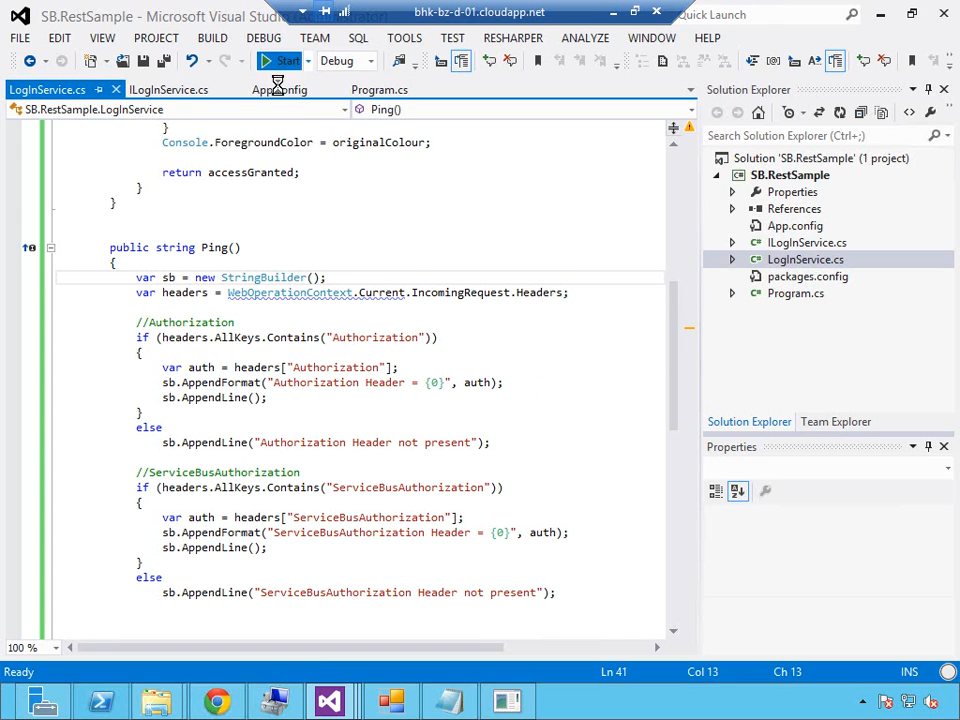 SB.RestSample - Microsoft Visual Studio
bhk-bz-d-01.cloudapp.net
Quick Launch
FILE EDIT VIEW PROJECT BUILD DEBUG TEAM SQL TOOLS TEST RESHARPER ANALYZE WINDOW HELP
Start Debug
LogInService.cs ILogInService.cs App.config Program.cs
SB.RestSample.LogInService Ping()
}
Console.ForegroundColor = originalColour;
return accessGranted;
}
}
public string Ping()
{
var sb = new StringBuilder();
var headers = WebOperationContext.Current.IncomingRequest.Headers;
//Authorization
if (headers.AllKeys.Contains("Authorization"))
{
var auth = headers["Authorization"];
sb.AppendFormat("Authorization Header = {0}", auth);
sb.AppendLine();
}
else
sb.AppendLine("Authorization Header not present");
//ServiceBusAuthorization
if (headers.AllKeys.Contains("ServiceBusAuthorization"))
{
var auth = headers["ServiceBusAuthorization"];
sb.AppendFormat("ServiceBusAuthorization Header = {0}", auth);
sb.AppendLine();
}
else
sb.AppendLine("ServiceBusAuthorization Header not present");
100 %
Solution Explorer
Search Solution Explorer (Ctrl+;)
Solution 'SB.RestSample' (1 project)
SB.RestSample
Properties
References
App.config
ILogInService.cs
LogInService.cs
packages.config
Program.cs
Solution Explorer Team Explorer
Properties
Ready Ln 41 Col 13 Ch 13 INS